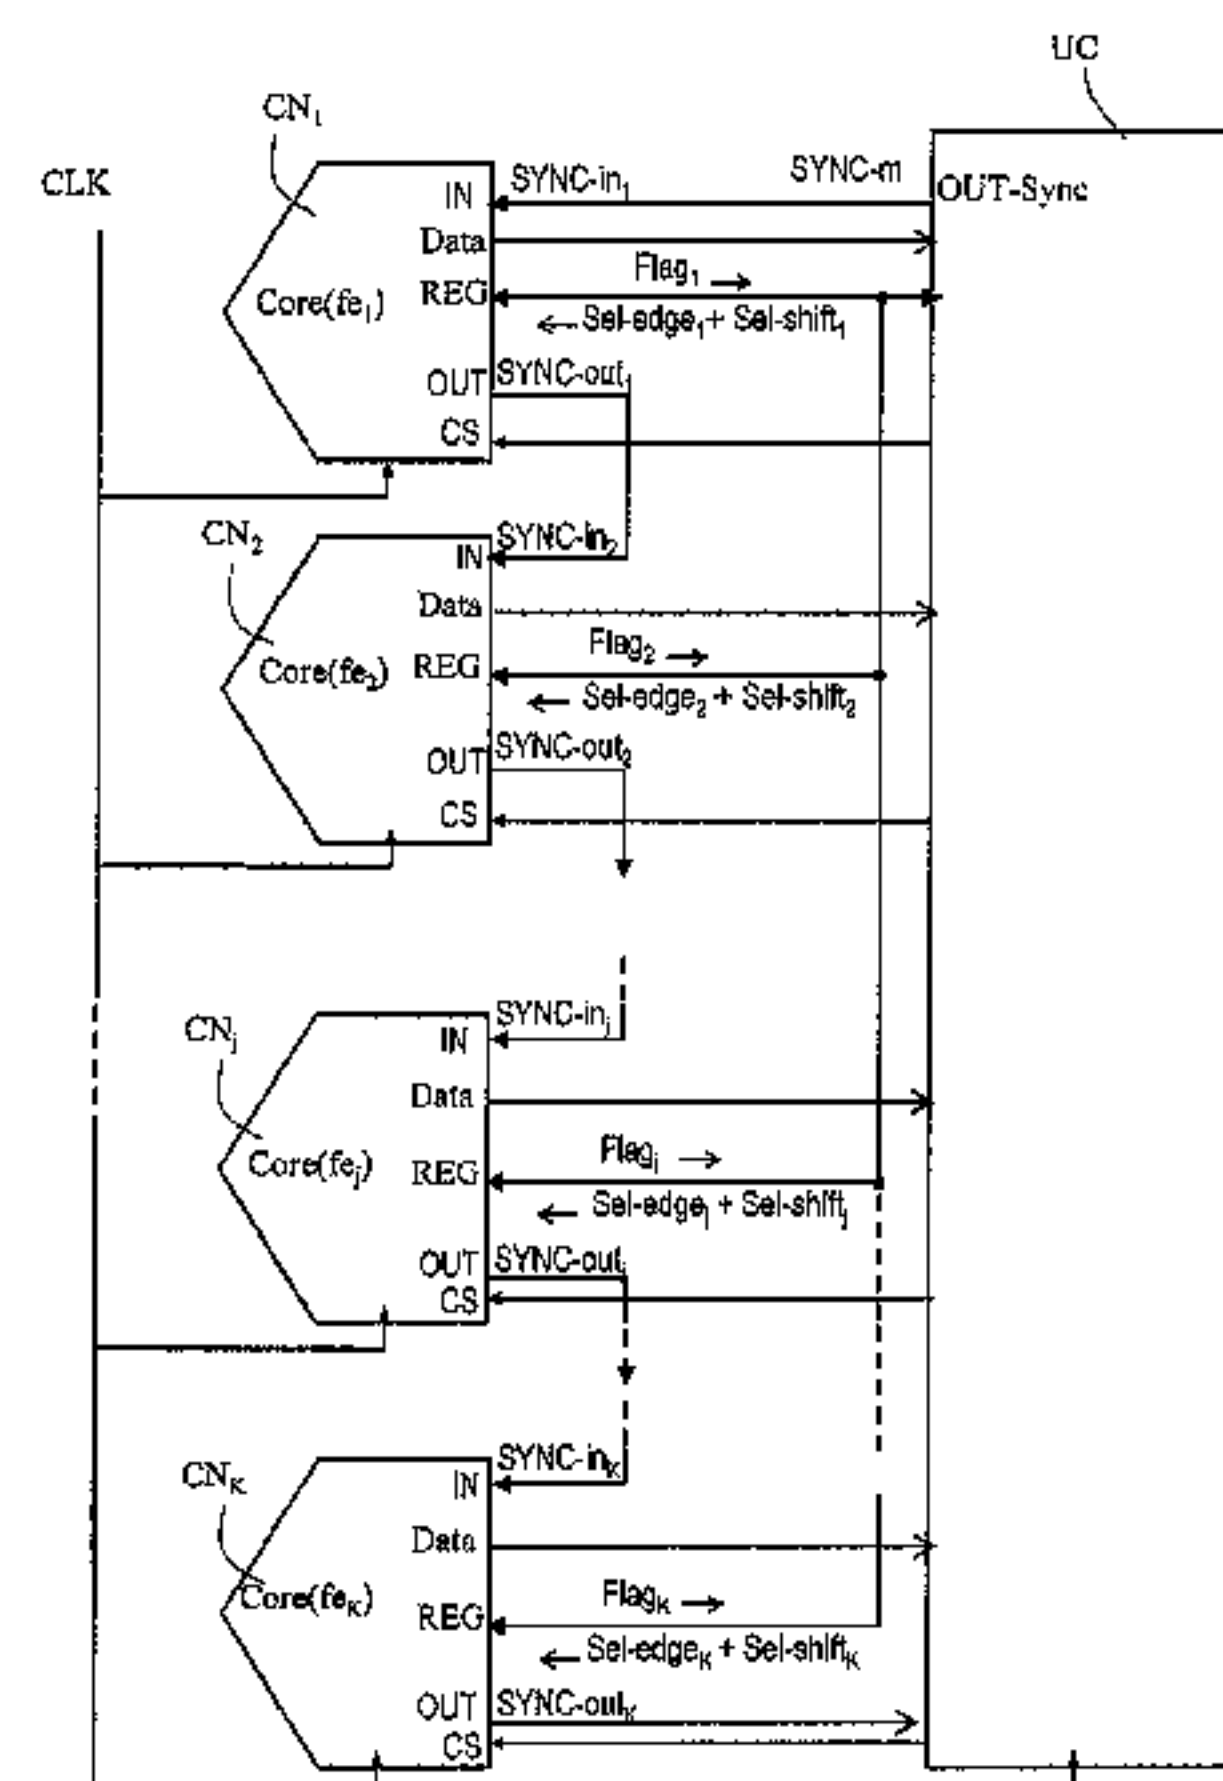 UC
CN1
CLK
IN SYNC-in1 SYNC-m OUT-Sync
Data
Flag1 →
Core(fe1) REG
← Sel-edge1 + Sel-shift1
OUT SYNC-out1
CS
CN2
IN SYNC-in2
Data
Flag2 →
Core(fe2) REG
← Sel-edge2 + Sel-shift2
OUT SYNC-out2
CS
CNj
IN SYNC-inj
Data
Flagj →
Core(fej) REG
← Sel-edgej + Sel-shiftj
OUT SYNC-outj
CS
CNK
IN SYNC-inK
Data
FlagK →
Core(feK) REG
← Sel-edgeK + Sel-shiftK
OUT SYNC-outK
CS